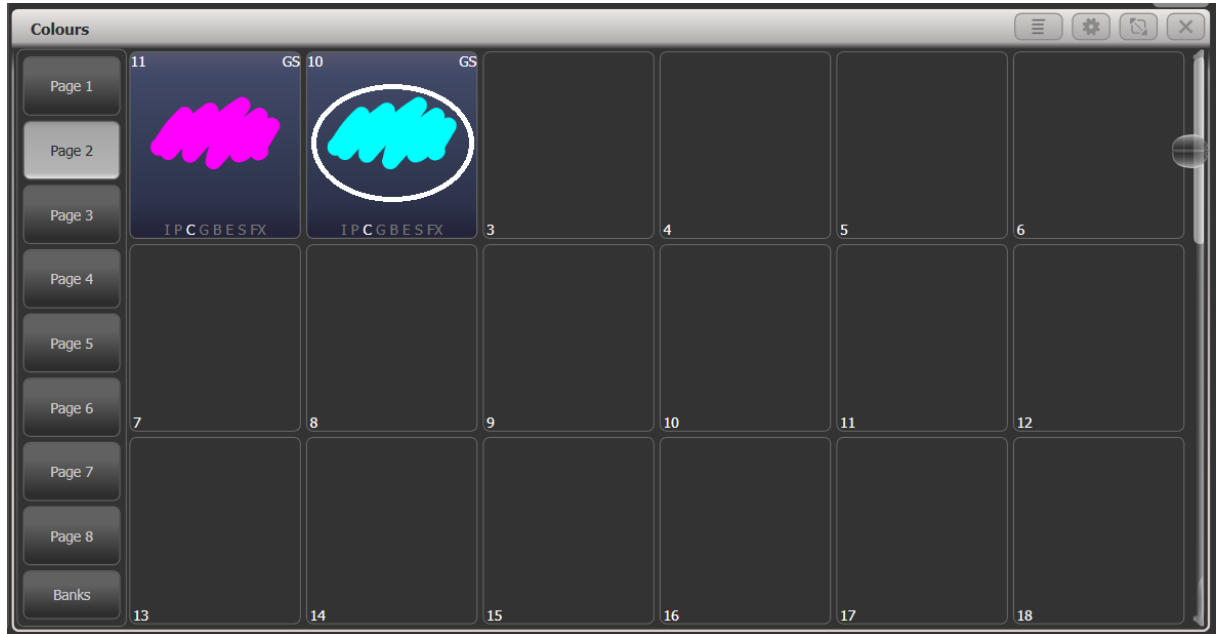 Colours
Page 1
Page 2
Page 3
Page 4
Page 5
Page 6
Page 7
Page 8
Banks
11 GS 10 GS
I P C G B E S FX I P C G B E S FX 3 4 5 6
7 8 9 10 11 12
13 14 15 16 17 18